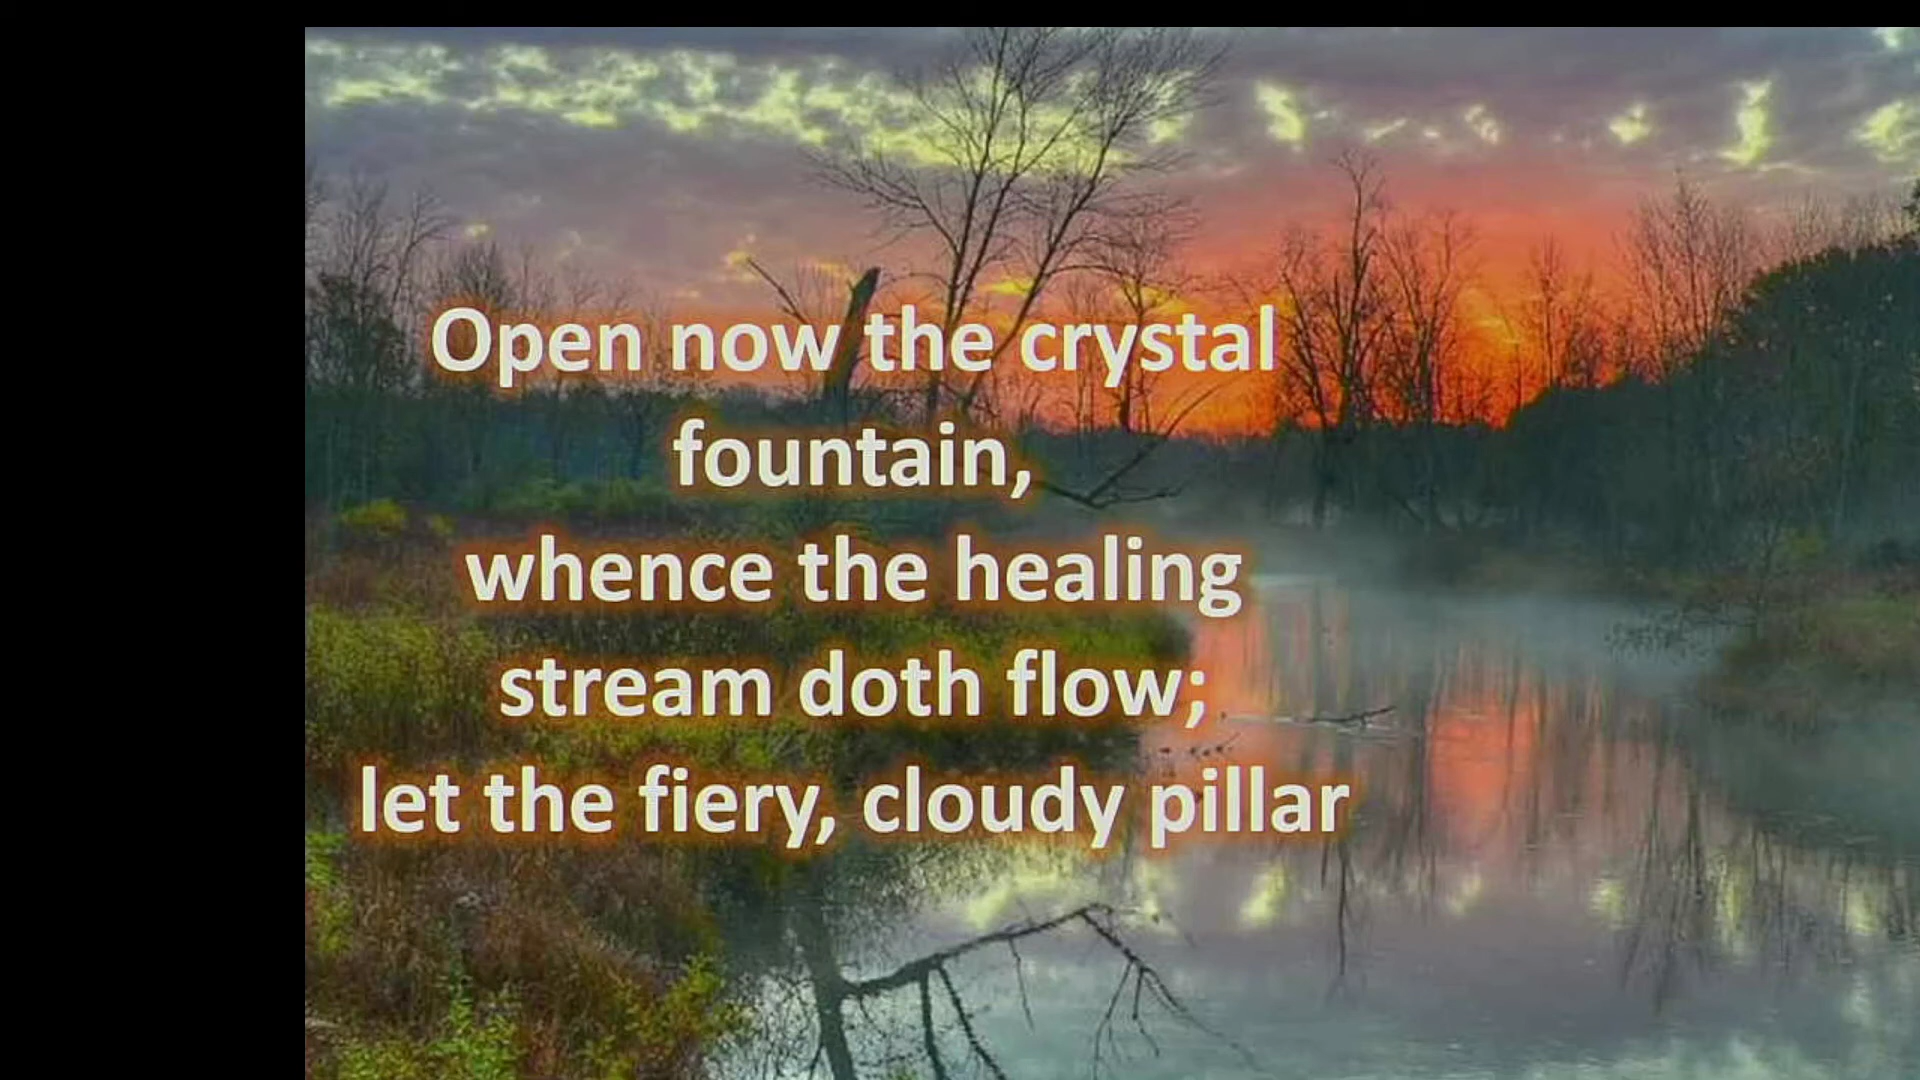 Open now the crystal
fountain,
whence the healing
stream doth flow;
let the fiery, cloudy pillar